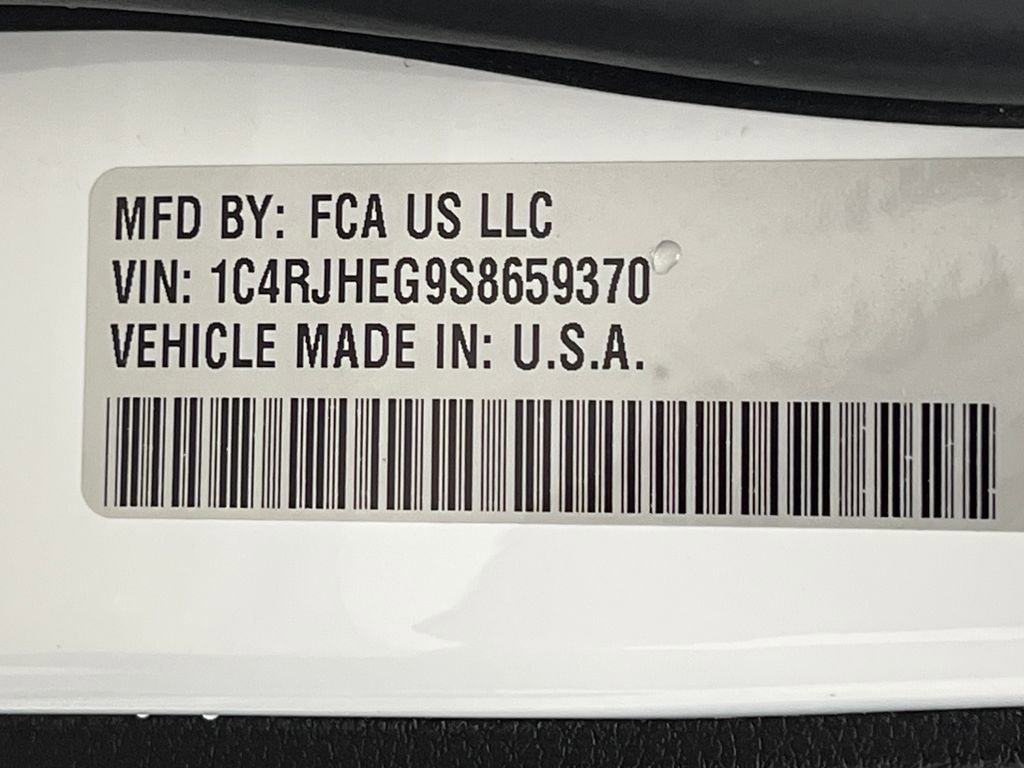 MFD BY: FCA US LLC
VIN: 1C4RJHEG9S8659370
VEHICLE MADE IN: U.S.A.